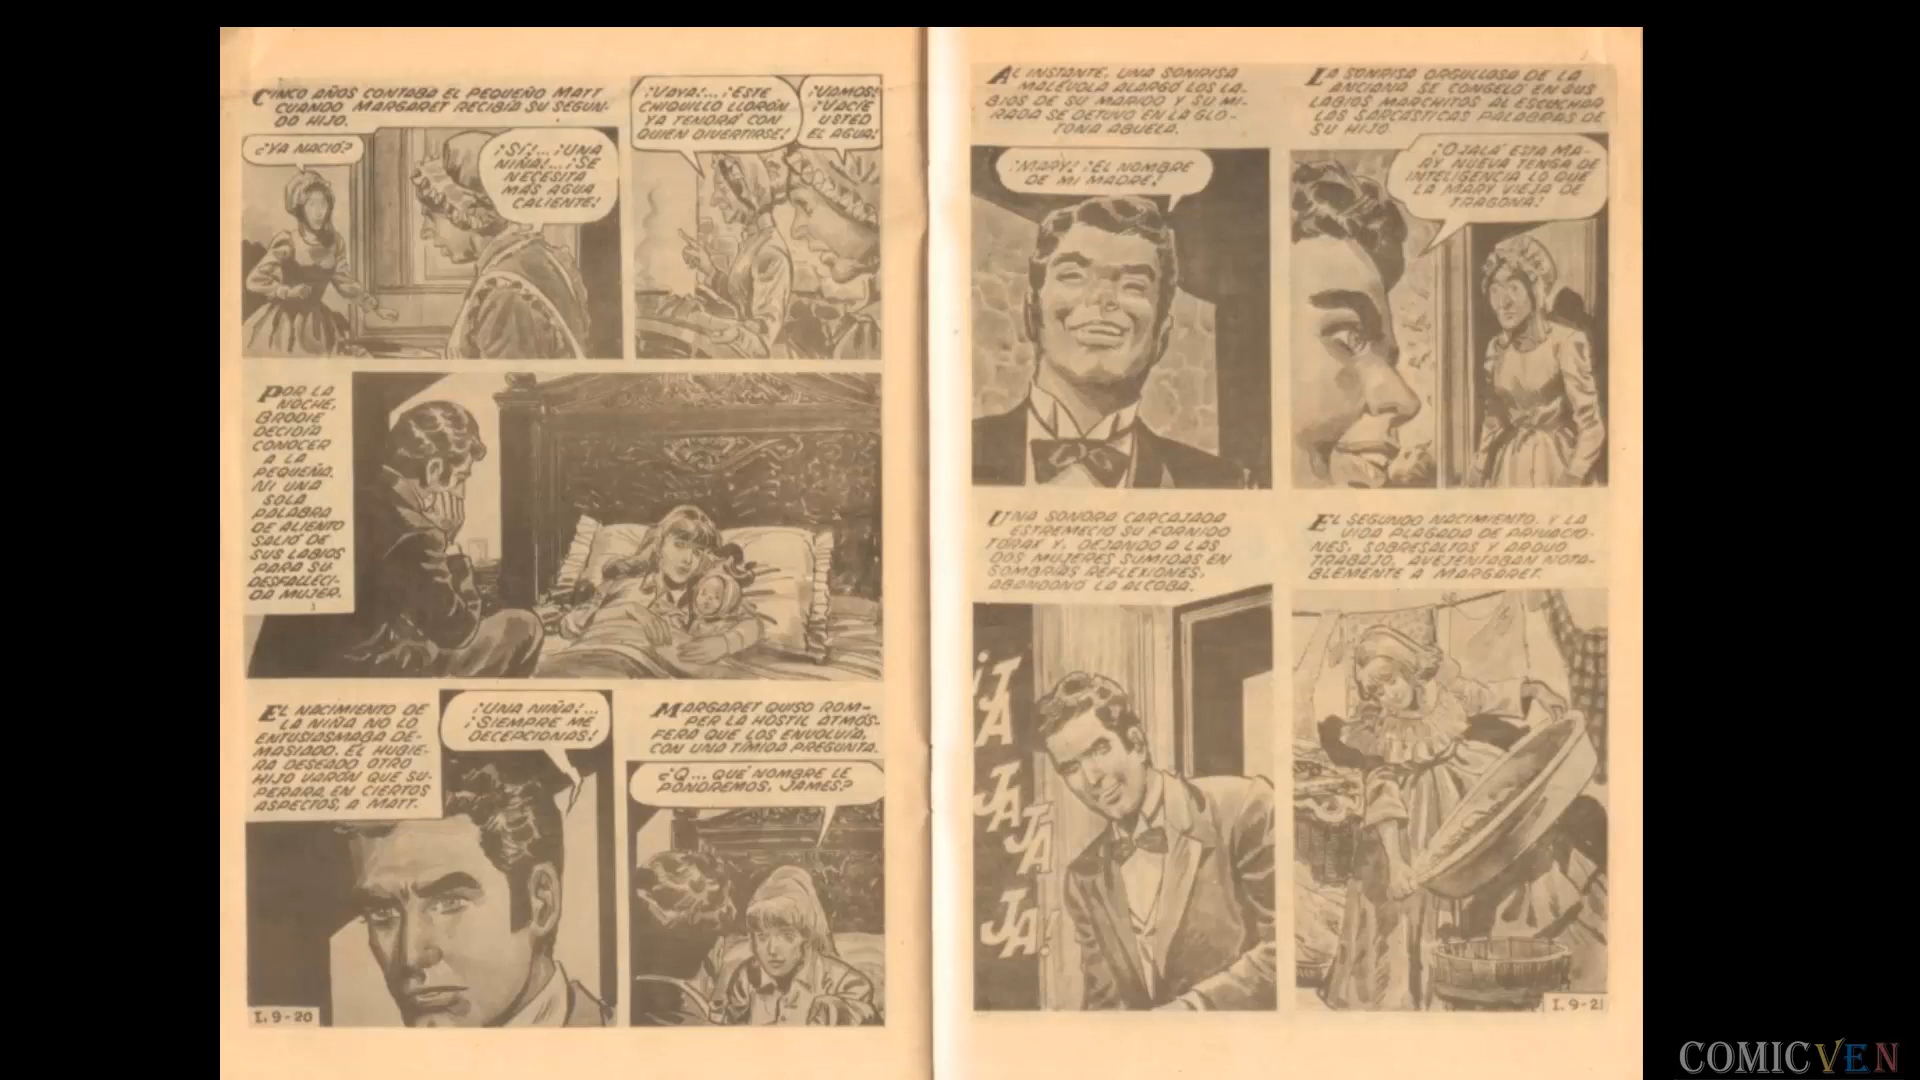 CINCO AÑOS CONTABA EL PEQUEÑO MATT
CUANDO MARGARET RECIBÍA SU SEGUN-
DO HIJO.
¿YA NACIÓ?
¡SÍ!... ¡UNA
NIÑA!... ¡SE
NECESITA
MÁS AGUA
CALIENTE!
¡VAYA!... ¡ESTE
CHIQUILLO LLORÓN
YA TENDRÁ CON
QUIEN DIVERTIRSE!
¡VAMOS!
¡VACÍE
USTED
EL AGUA!
POR LA
NOCHE,
BRODIE
DECIDÍA
CONOCER
A LA
PEQUEÑA.
NI UNA
SOLA
PALABRA
DE ALIENTO
SALIÓ DE
SUS LABIOS
PARA SU
DESFALLECI-
DA MUJER.
EL NACIMIENTO DE
LA NIÑA NO LO
ENTUSIASMABA DE-
MASIADO. EL HUBIE-
RA DESEADO OTRO
HIJO VARÓN QUE SU-
PERARA, EN CIERTOS
ASPECTOS, A MATT.
¡UNA NIÑA!...
¡SIEMPRE ME
DECEPCIONAS!
MARGARET QUISO ROM-
PER LA HOSTIL ATMÓS-
FERA QUE LOS ENVOLVÍA,
CON UNA TÍMIDA PREGUNTA.
¿Q... QUÉ NOMBRE LE
PONDREMOS, JAMES?
I. 9-20
AL INSTANTE, UNA SONRISA
MALÉVOLA ALARGÓ LOS LA-
BIOS DE SU MARIDO Y SU MI-
RADA SE DETUVO EN LA GLO-
TONA ABUELA.
¡MARY! ¡EL NOMBRE
DE MI MADRE!
LA SONRISA ORGULLOSA DE LA
ANCIANA SE CONGELÓ EN SUS
LABIOS MARCHITOS AL ESCUCHAR
LAS SARCÁSTICAS PALABRAS DE
SU HIJO.
¡OJALÁ ESTA MA-
RY NUEVA TENGA DE
INTELIGENCIA LO QUE
LA MARY VIEJA DE
TRAGONA!
UNA SONORA CARCAJADA
ESTREMECIÓ SU FORNIDO
TÓRAX Y, DEJANDO A LAS
DOS MUJERES SUMIDAS EN
SOMBRÍAS REFLEXIONES,
ABANDONÓ LA ALCOBA.
¡JA
JA
JA
JA!
EL SEGUNDO NACIMIENTO, Y LA
VIDA PLAGADA DE PRIVACIO-
NES, SOBRESALTOS Y ARDUO
TRABAJO, AVEJENTABAN NOTA-
BLEMENTE A MARGARET.
I. 9-21
COMICVEN